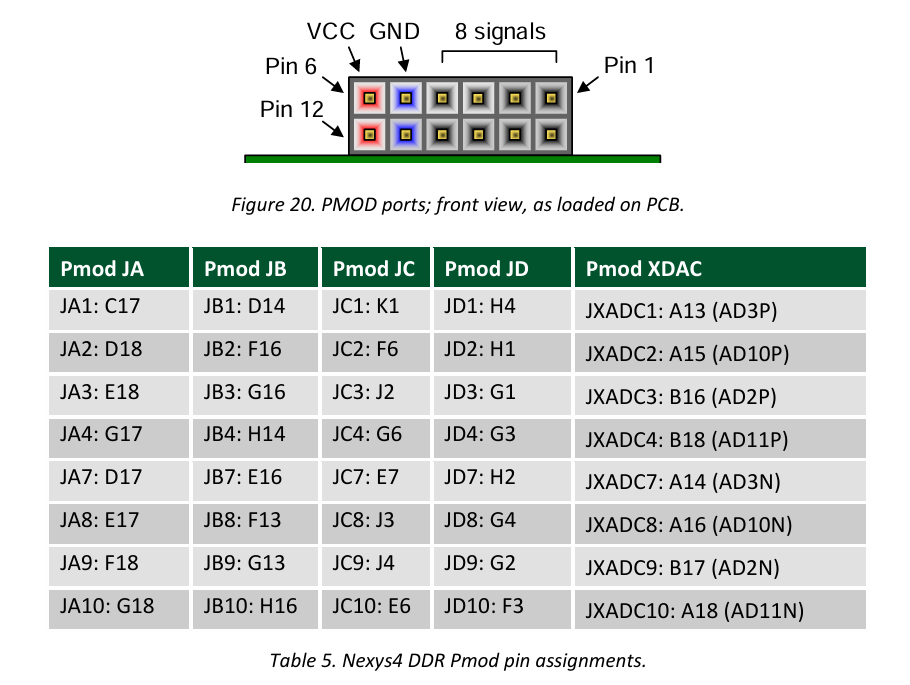 VCC GND 8 signals
Pin 6 Pin 1
Pin 12
Figure 20. PMOD ports; front view, as loaded on PCB.
Pmod JA Pmod JB Pmod JC Pmod JD Pmod XDAC
JA1: C17 JB1: D14 JC1: K1 JD1: H4 JXADC1: A13 (AD3P)
JA2: D18 JB2: F16 JC2: F6 JD2: H1 JXADC2: A15 (AD10P)
JA3: E18 JB3: G16 JC3: J2 JD3: G1 JXADC3: B16 (AD2P)
JA4: G17 JB4: H14 JC4: G6 JD4: G3 JXADC4: B18 (AD11P)
JA7: D17 JB7: E16 JC7: E7 JD7: H2 JXADC7: A14 (AD3N)
JA8: E17 JB8: F13 JC8: J3 JD8: G4 JXADC8: A16 (AD10N)
JA9: F18 JB9: G13 JC9: J4 JD9: G2 JXADC9: B17 (AD2N)
JA10: G18 JB10: H16 JC10: E6 JD10: F3 JXADC10: A18 (AD11N)
Table 5. Nexys4 DDR Pmod pin assignments.